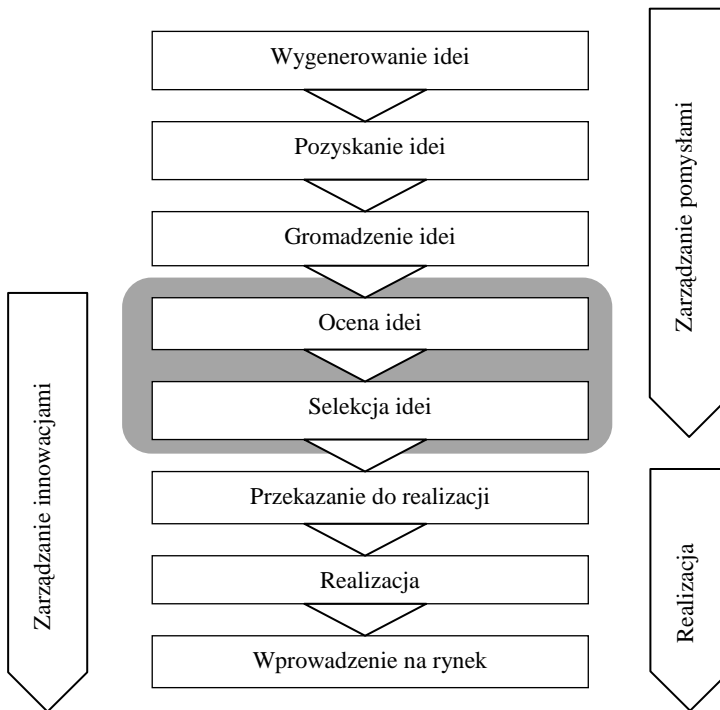 Wygenerowanie idei
Pozyskanie idei
Gromadzenie idei
Ocena idei
Selekcja idei
Przekazanie do realizacji
Realizacja
Wprowadzenie na rynek
Zarządzanie innowacjami
Zarządzanie pomysłami
Realizacja